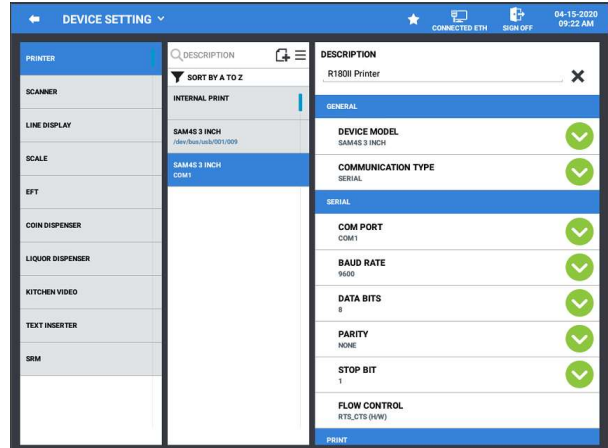 DEVICE SETTING
CONNECTED ETH
SIGN OFF
04-15-2020
09:22 AM
PRINTER
SCANNER
LINE DISPLAY
SCALE
EFT
COIN DISPENSER
LIQUOR DISPENSER
KITCHEN VIDEO
TEXT INSERTER
SRM
DESCRIPTION
SORT BY A TO Z
INTERNAL PRINT
SAM4S 3 INCH
/dev/bus/usb/001/009
SAM4S 3 INCH
COM1
DESCRIPTION
R180II Printer
GENERAL
DEVICE MODEL
SAM4S 3 INCH
COMMUNICATION TYPE
SERIAL
SERIAL
COM PORT
COM1
BAUD RATE
9600
DATA BITS
8
PARITY
NONE
STOP BIT
1
FLOW CONTROL
RTS_CTS (H/W)
PRINT